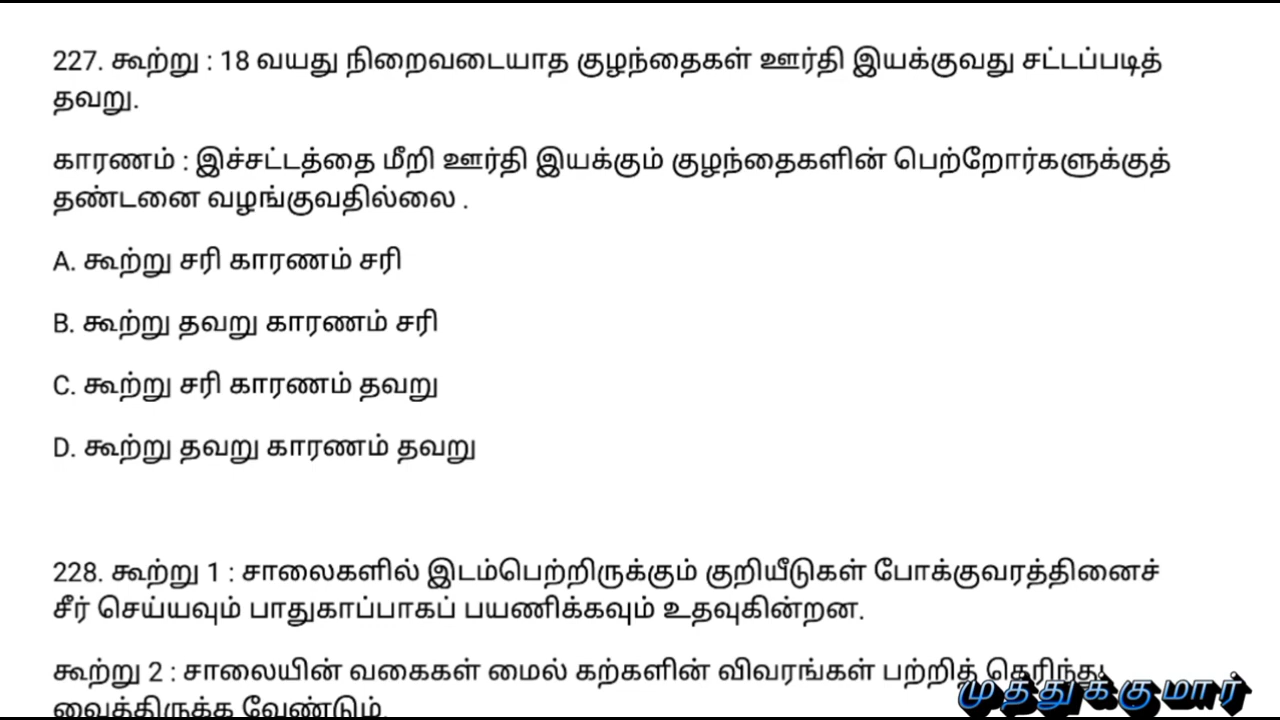 227. கூற்று : 18 வயது நிறைவடையாத குழந்தைகள் ஊர்தி இயக்குவது சட்டப்படித்
தவறு.
காரணம் : இச்சட்டத்தை மீறி ஊர்தி இயக்கும் குழந்தைகளின் பெற்றோர்களுக்குத்
தண்டனை வழங்குவதில்லை .
A. கூற்று சரி காரணம் சரி
B. கூற்று தவறு காரணம் சரி
C. கூற்று சரி காரணம் தவறு
D. கூற்று தவறு காரணம் தவறு
228. கூற்று 1 : சாலைகளில் இடம்பெற்றிருக்கும் குறியீடுகள் போக்குவரத்தினைச்
சீர் செய்யவும் பாதுகாப்பாகப் பயணிக்கவும் உதவுகின்றன.
கூற்று 2 : சாலையின் வகைகள் மைல் கற்களின் விவரங்கள் பற்றித் தெரிந்து
வைத்திருக்க வேண்டும்.
முத்துக்குமார்